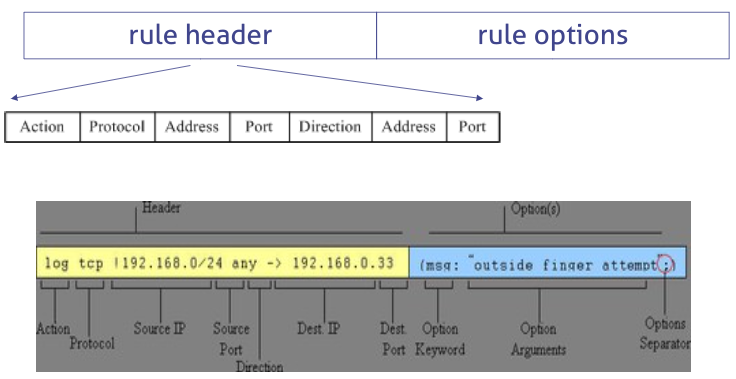 rule header rule options
Action Protocol Address Port Direction Address Port
Header Option(s)
log tcp !192.168.0/24 any -> 192.168.0.33 (msg: "outside finger attempt";)
Action Protocol Source IP Source Port Direction Dest. IP Dest. Port Option Keyword Option Arguments Options Separator